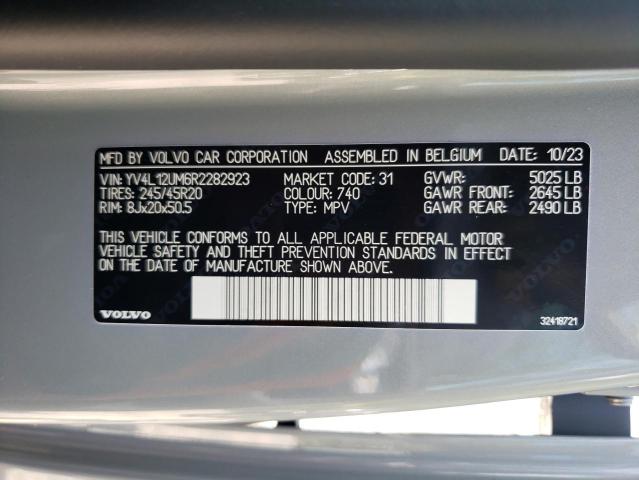 MFD BY VOLVO CAR CORPORATION ASSEMBLED IN BELGIUM DATE: 10/23
VIN: YV4L12UM6R2282923 MARKET CODE: 31 GVWR: 5025 LB
TIRES: 245/45R20 COLOUR: 740 GAWR FRONT: 2645 LB
RIM: 8Jx20x50.5 TYPE: MPV GAWR REAR: 2490 LB
THIS VEHICLE CONFORMS TO ALL APPLICABLE FEDERAL MOTOR
VEHICLE SAFETY AND THEFT PREVENTION STANDARDS IN EFFECT
ON THE DATE OF MANUFACTURE SHOWN ABOVE.
VOLVO 32418721